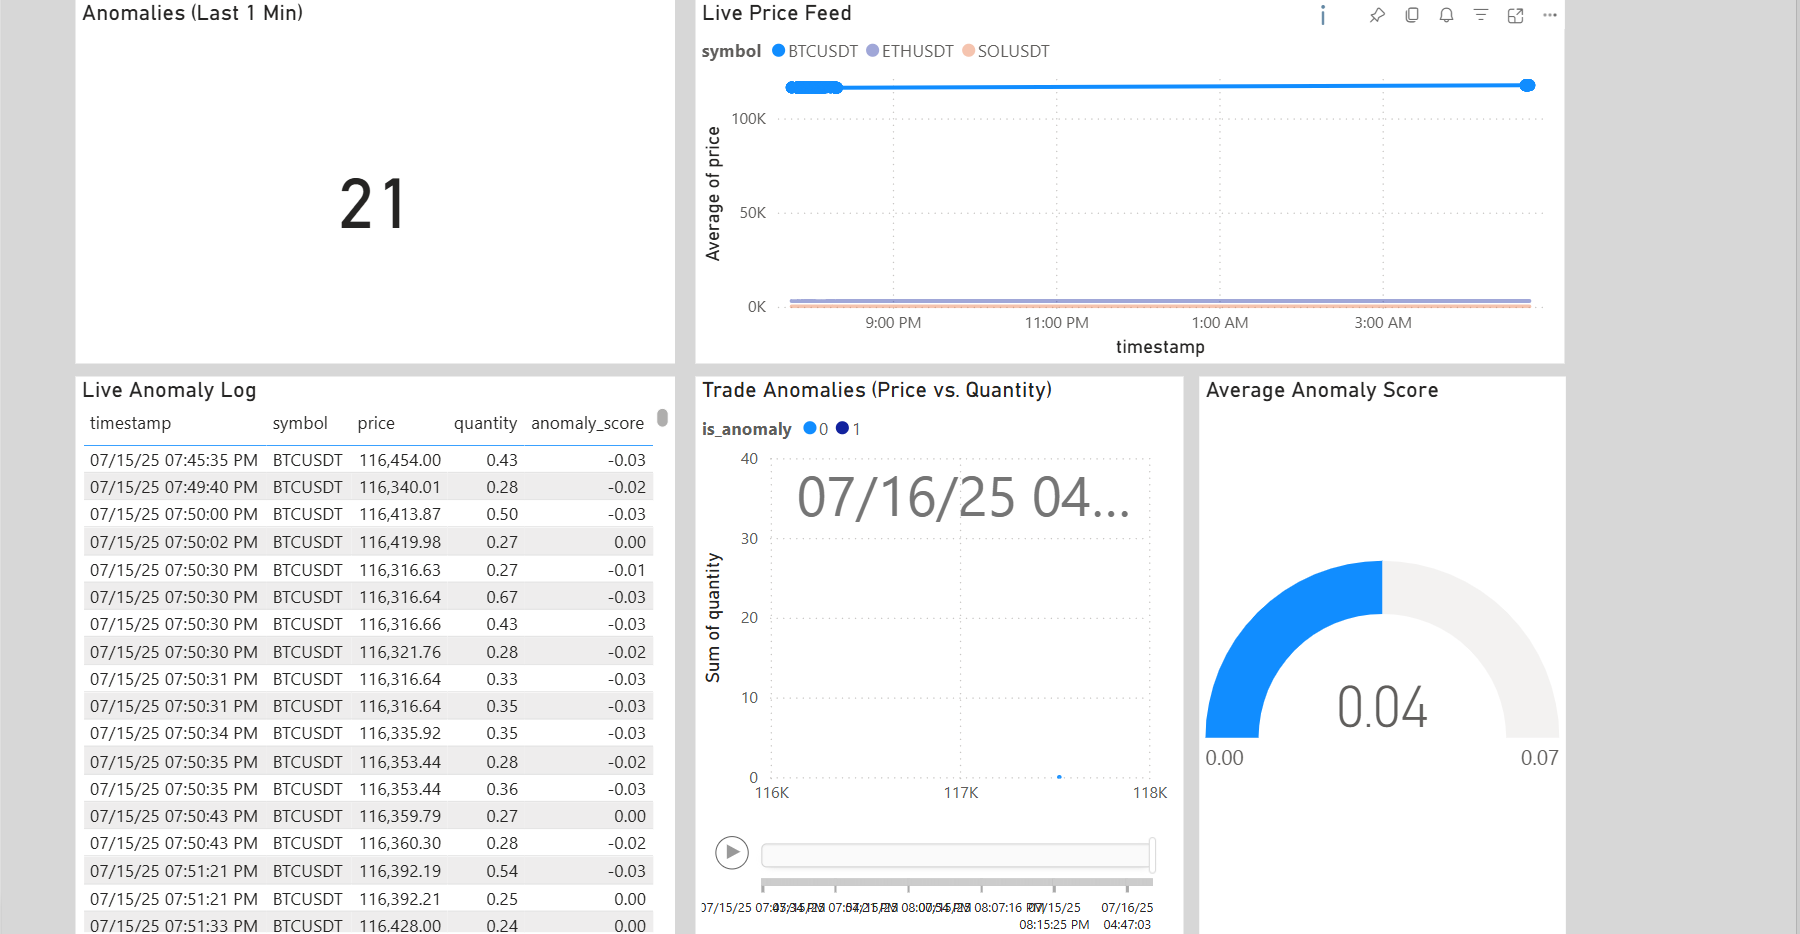 Anomalies (Last 1 Min)
21
Live Price Feed
symbol BTCUSDT ETHUSDT SOLUSDT
Average of price
100K
50K
0K
9:00 PM 11:00 PM 1:00 AM 3:00 AM
timestamp
Live Anomaly Log
timestamp symbol price quantity anomaly_score
07/15/25 07:45:35 PM BTCUSDT 116,454.00 0.43 -0.03
07/15/25 07:49:40 PM BTCUSDT 116,340.01 0.28 -0.02
07/15/25 07:50:00 PM BTCUSDT 116,413.87 0.50 -0.03
07/15/25 07:50:02 PM BTCUSDT 116,419.98 0.27 0.00
07/15/25 07:50:30 PM BTCUSDT 116,316.63 0.27 -0.01
07/15/25 07:50:30 PM BTCUSDT 116,316.64 0.67 -0.03
07/15/25 07:50:30 PM BTCUSDT 116,316.66 0.43 -0.03
07/15/25 07:50:30 PM BTCUSDT 116,321.76 0.28 -0.02
07/15/25 07:50:31 PM BTCUSDT 116,316.64 0.33 -0.03
07/15/25 07:50:31 PM BTCUSDT 116,316.64 0.35 -0.03
07/15/25 07:50:34 PM BTCUSDT 116,335.92 0.35 -0.03
07/15/25 07:50:35 PM BTCUSDT 116,353.44 0.28 -0.02
07/15/25 07:50:35 PM BTCUSDT 116,353.44 0.36 -0.03
07/15/25 07:50:43 PM BTCUSDT 116,359.79 0.27 0.00
07/15/25 07:50:43 PM BTCUSDT 116,360.30 0.28 -0.02
07/15/25 07:51:21 PM BTCUSDT 116,392.19 0.54 -0.03
07/15/25 07:51:21 PM BTCUSDT 116,392.21 0.25 0.00
07/15/25 07:51:33 PM BTCUSDT 116,428.00 0.24 0.00
Trade Anomalies (Price vs. Quantity)
is_anomaly 0 1
07/16/25 04...
Sum of quantity
40
30
20
10
0
116K 117K 118K
07/15/25
08:07:16 PM
07/15/25
08:15:25 PM
07/16/25
04:47:03
Average Anomaly Score
0.04
0.00 0.07